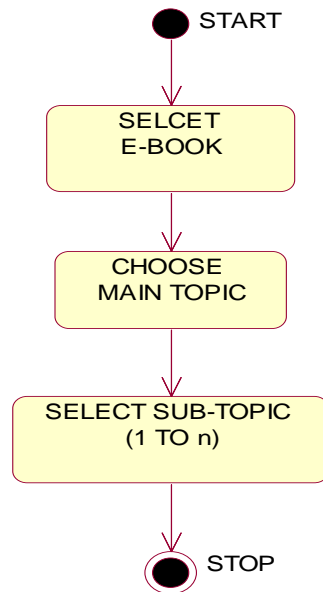 START
SELCET
E-BOOK
CHOOSE
MAIN TOPIC
SELECT SUB-TOPIC
(1 TO n)
STOP